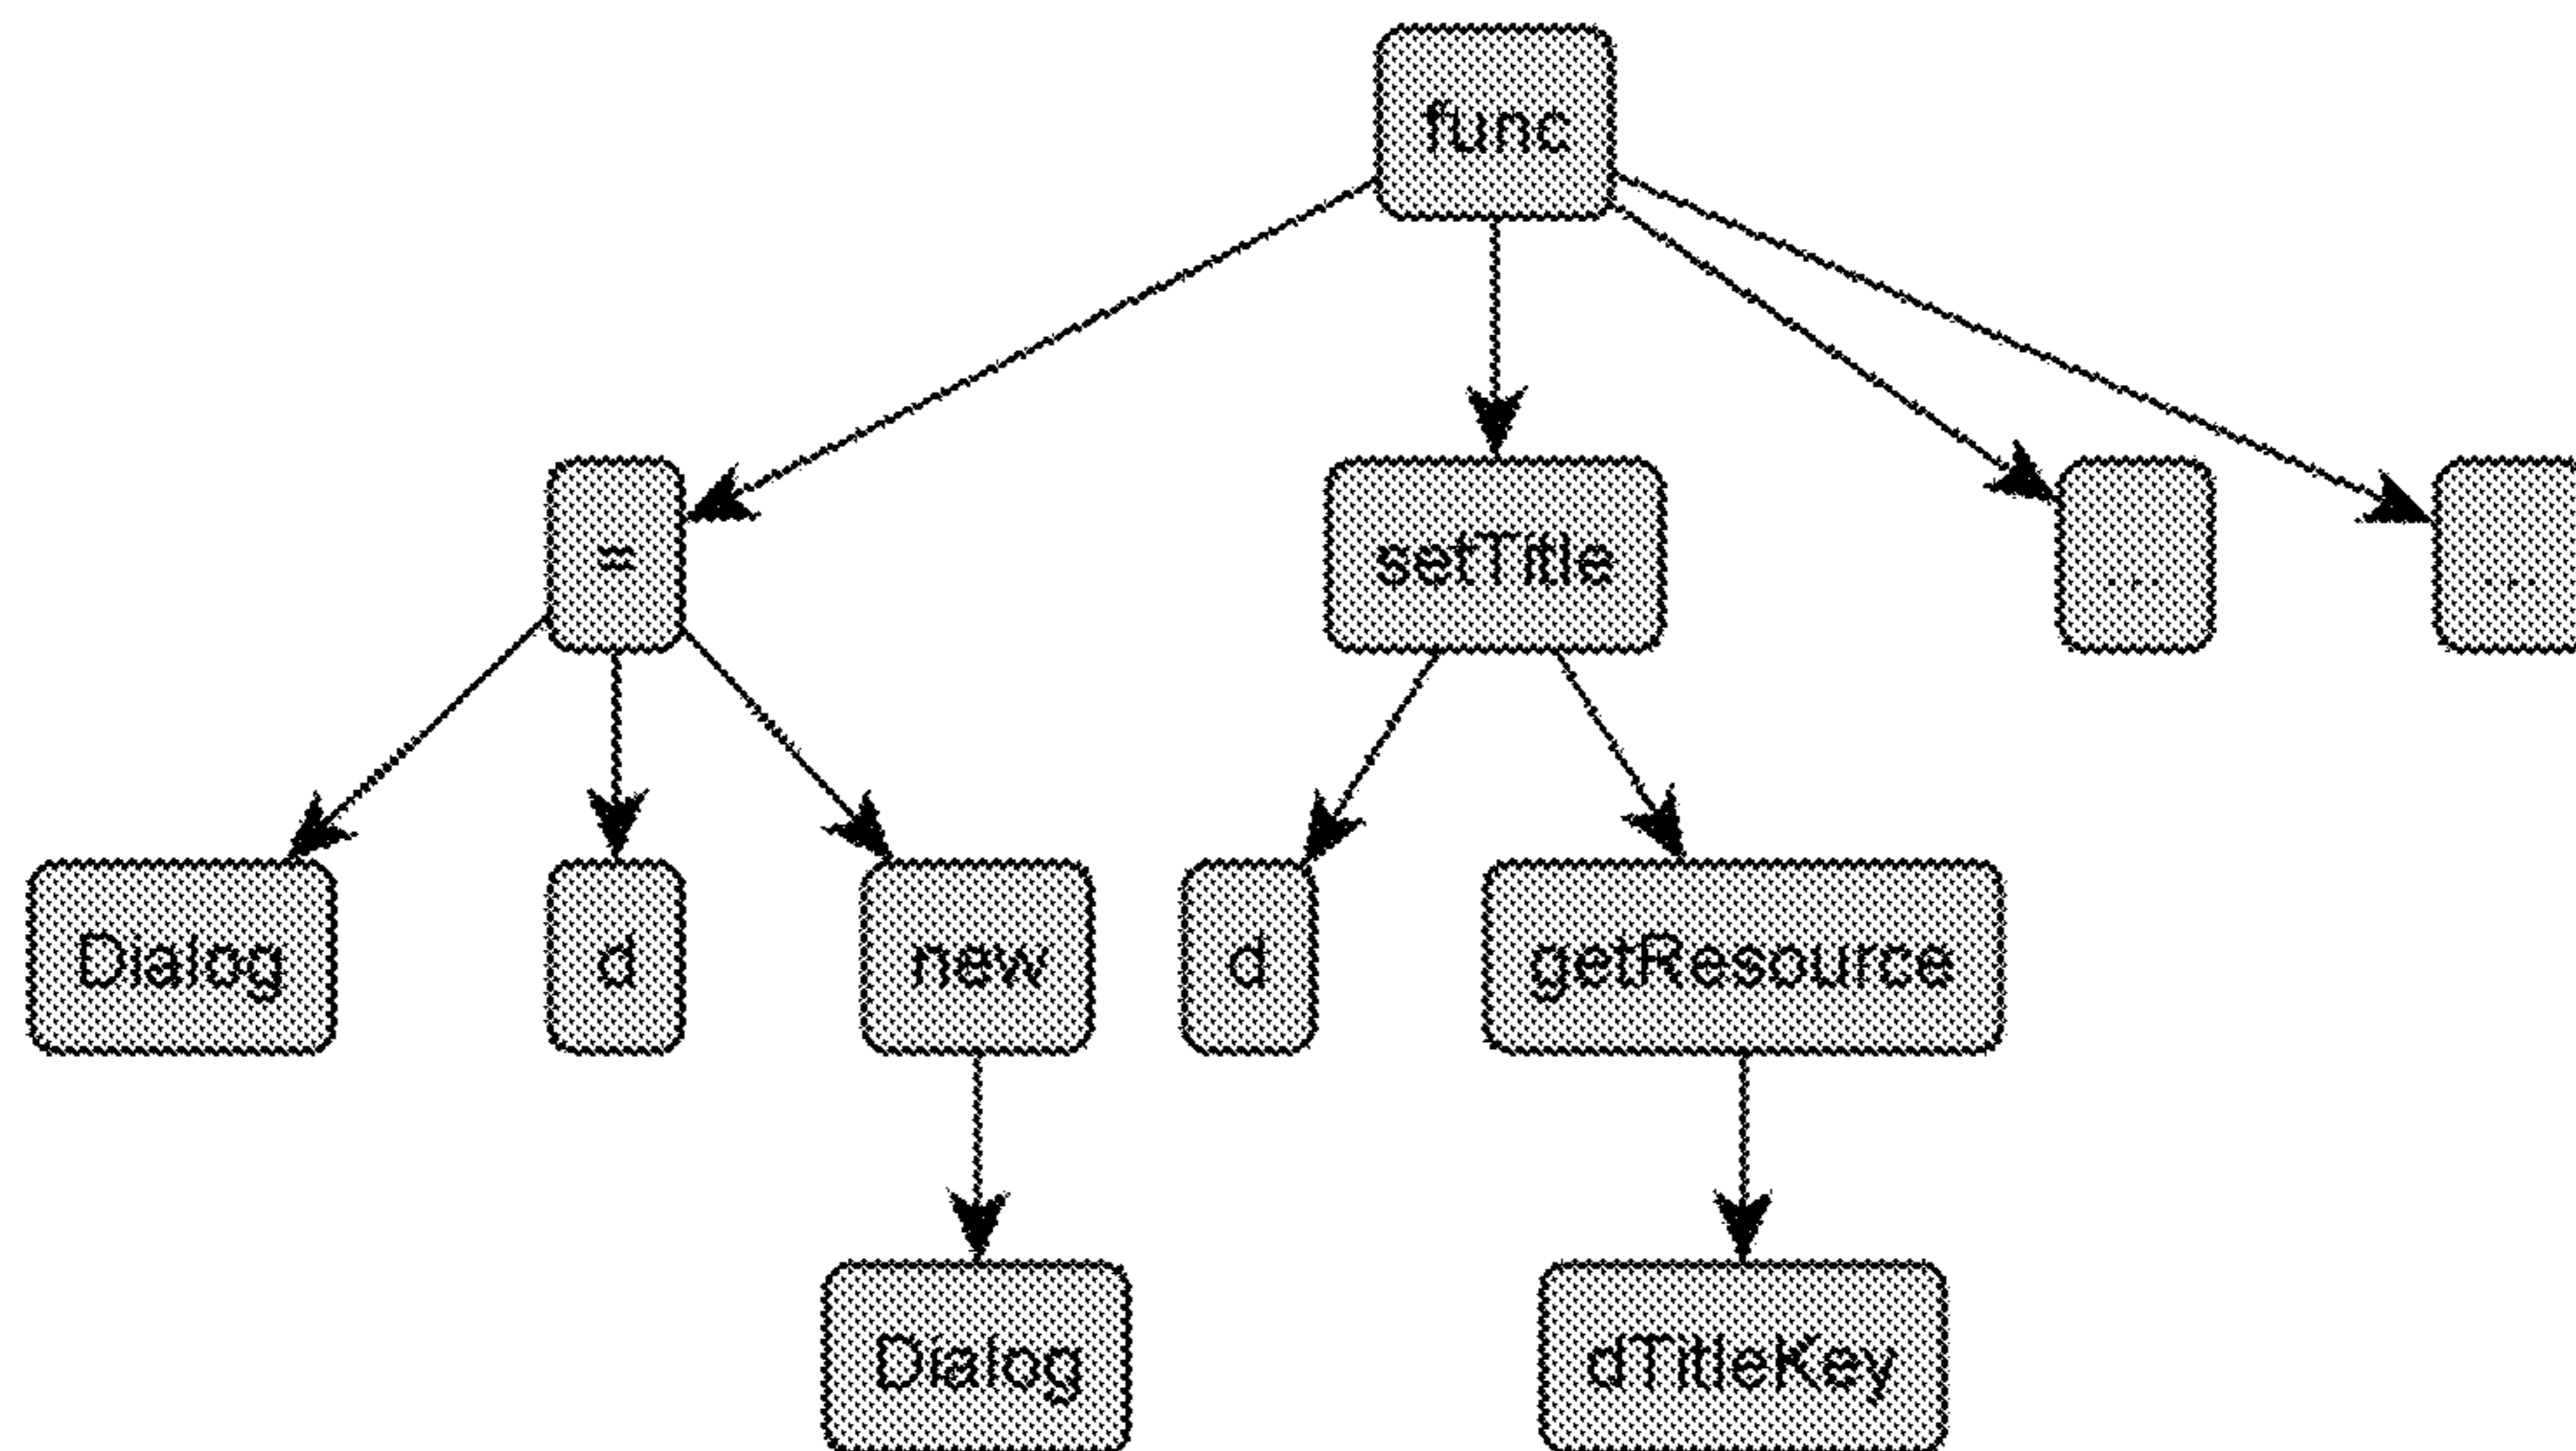 func
=
setTitle
...
...
Dialog
d
new
d
getResource
Dialog
dTitleKey